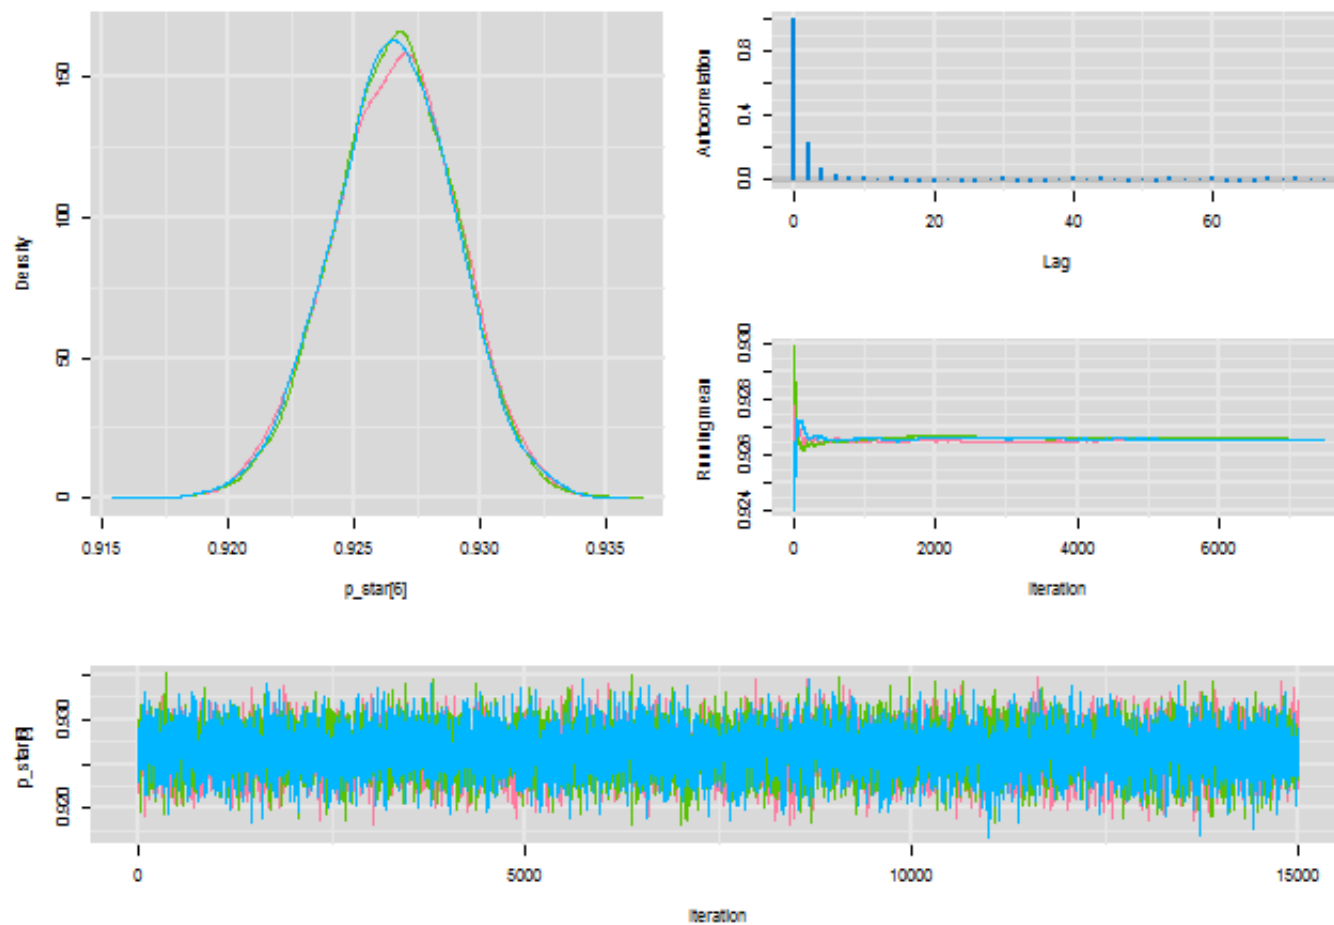 Density
0
50
100
150
0.915 0.920 0.925 0.930 0.935
p_star[6]
Autocorrelation
0.0 0.4 0.8
0 20 40 60
Lag
Running mean
0.924 0.926 0.928 0.930
0 2000 4000 6000
Iteration
p_star[6]
0.920 0.930
0 5000 10000 15000
Iteration